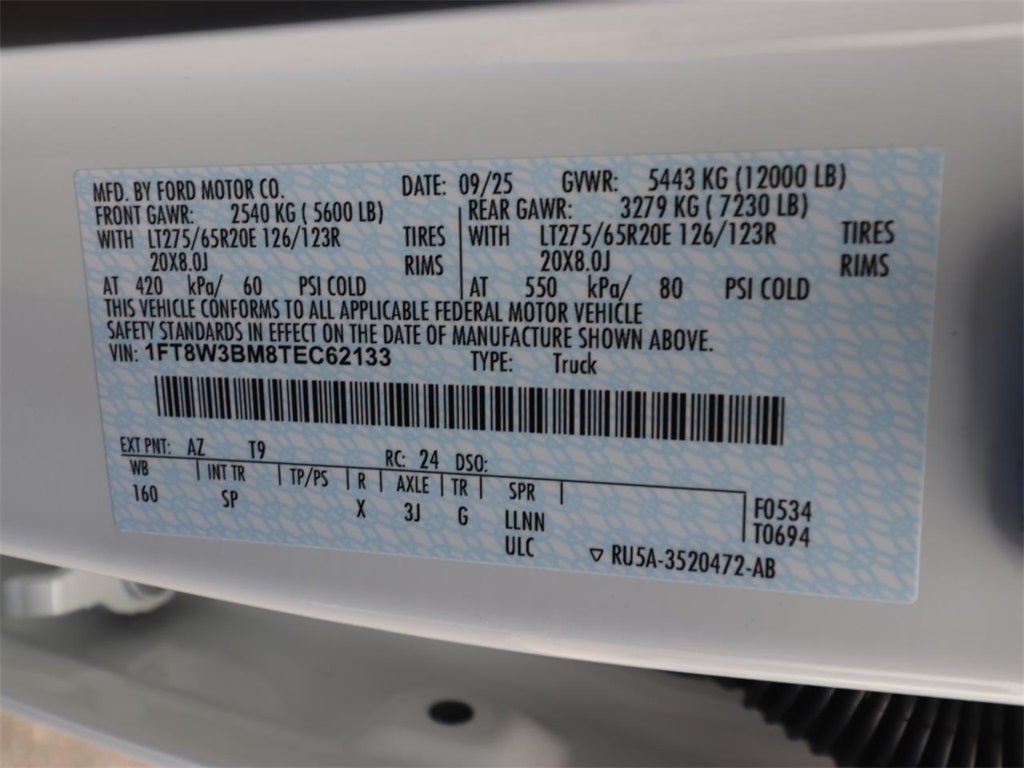 MFD. BY FORD MOTOR CO. DATE: 09/25 GVWR: 5443 KG (12000 LB)
FRONT GAWR: 2540 KG ( 5600 LB) REAR GAWR: 3279 KG ( 7230 LB)
WITH LT275/65R20E 126/123R TIRES WITH LT275/65R20E 126/123R TIRES
20X8.0J RIMS 20X8.0J RIMS
AT 420 kPa/ 60 PSI COLD AT 550 kPa/ 80 PSI COLD
THIS VEHICLE CONFORMS TO ALL APPLICABLE FEDERAL MOTOR VEHICLE
SAFETY STANDARDS IN EFFECT ON THE DATE OF MANUFACTURE SHOWN ABOVE.
VIN: 1FT8W3BM8TEC62133 TYPE: Truck
EXT PNT: AZ T9 RC: 24 DSO:
WB INT TR TP/PS R AXLE TR SPR
160 SP X 3J G LLNN F0534
ULC T0694
RU5A-3520472-AB